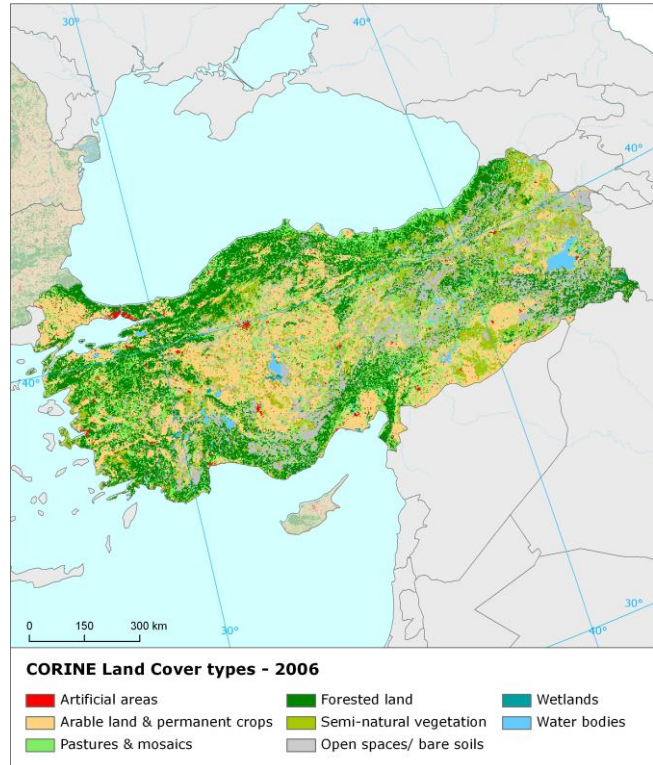 30°
40°
40°
40°
30°
30°
40°
0 150 300 km
CORINE Land Cover types - 2006
Artificial areas
Forested land
Wetlands
Arable land & permanent crops
Semi-natural vegetation
Water bodies
Pastures & mosaics
Open spaces/ bare soils